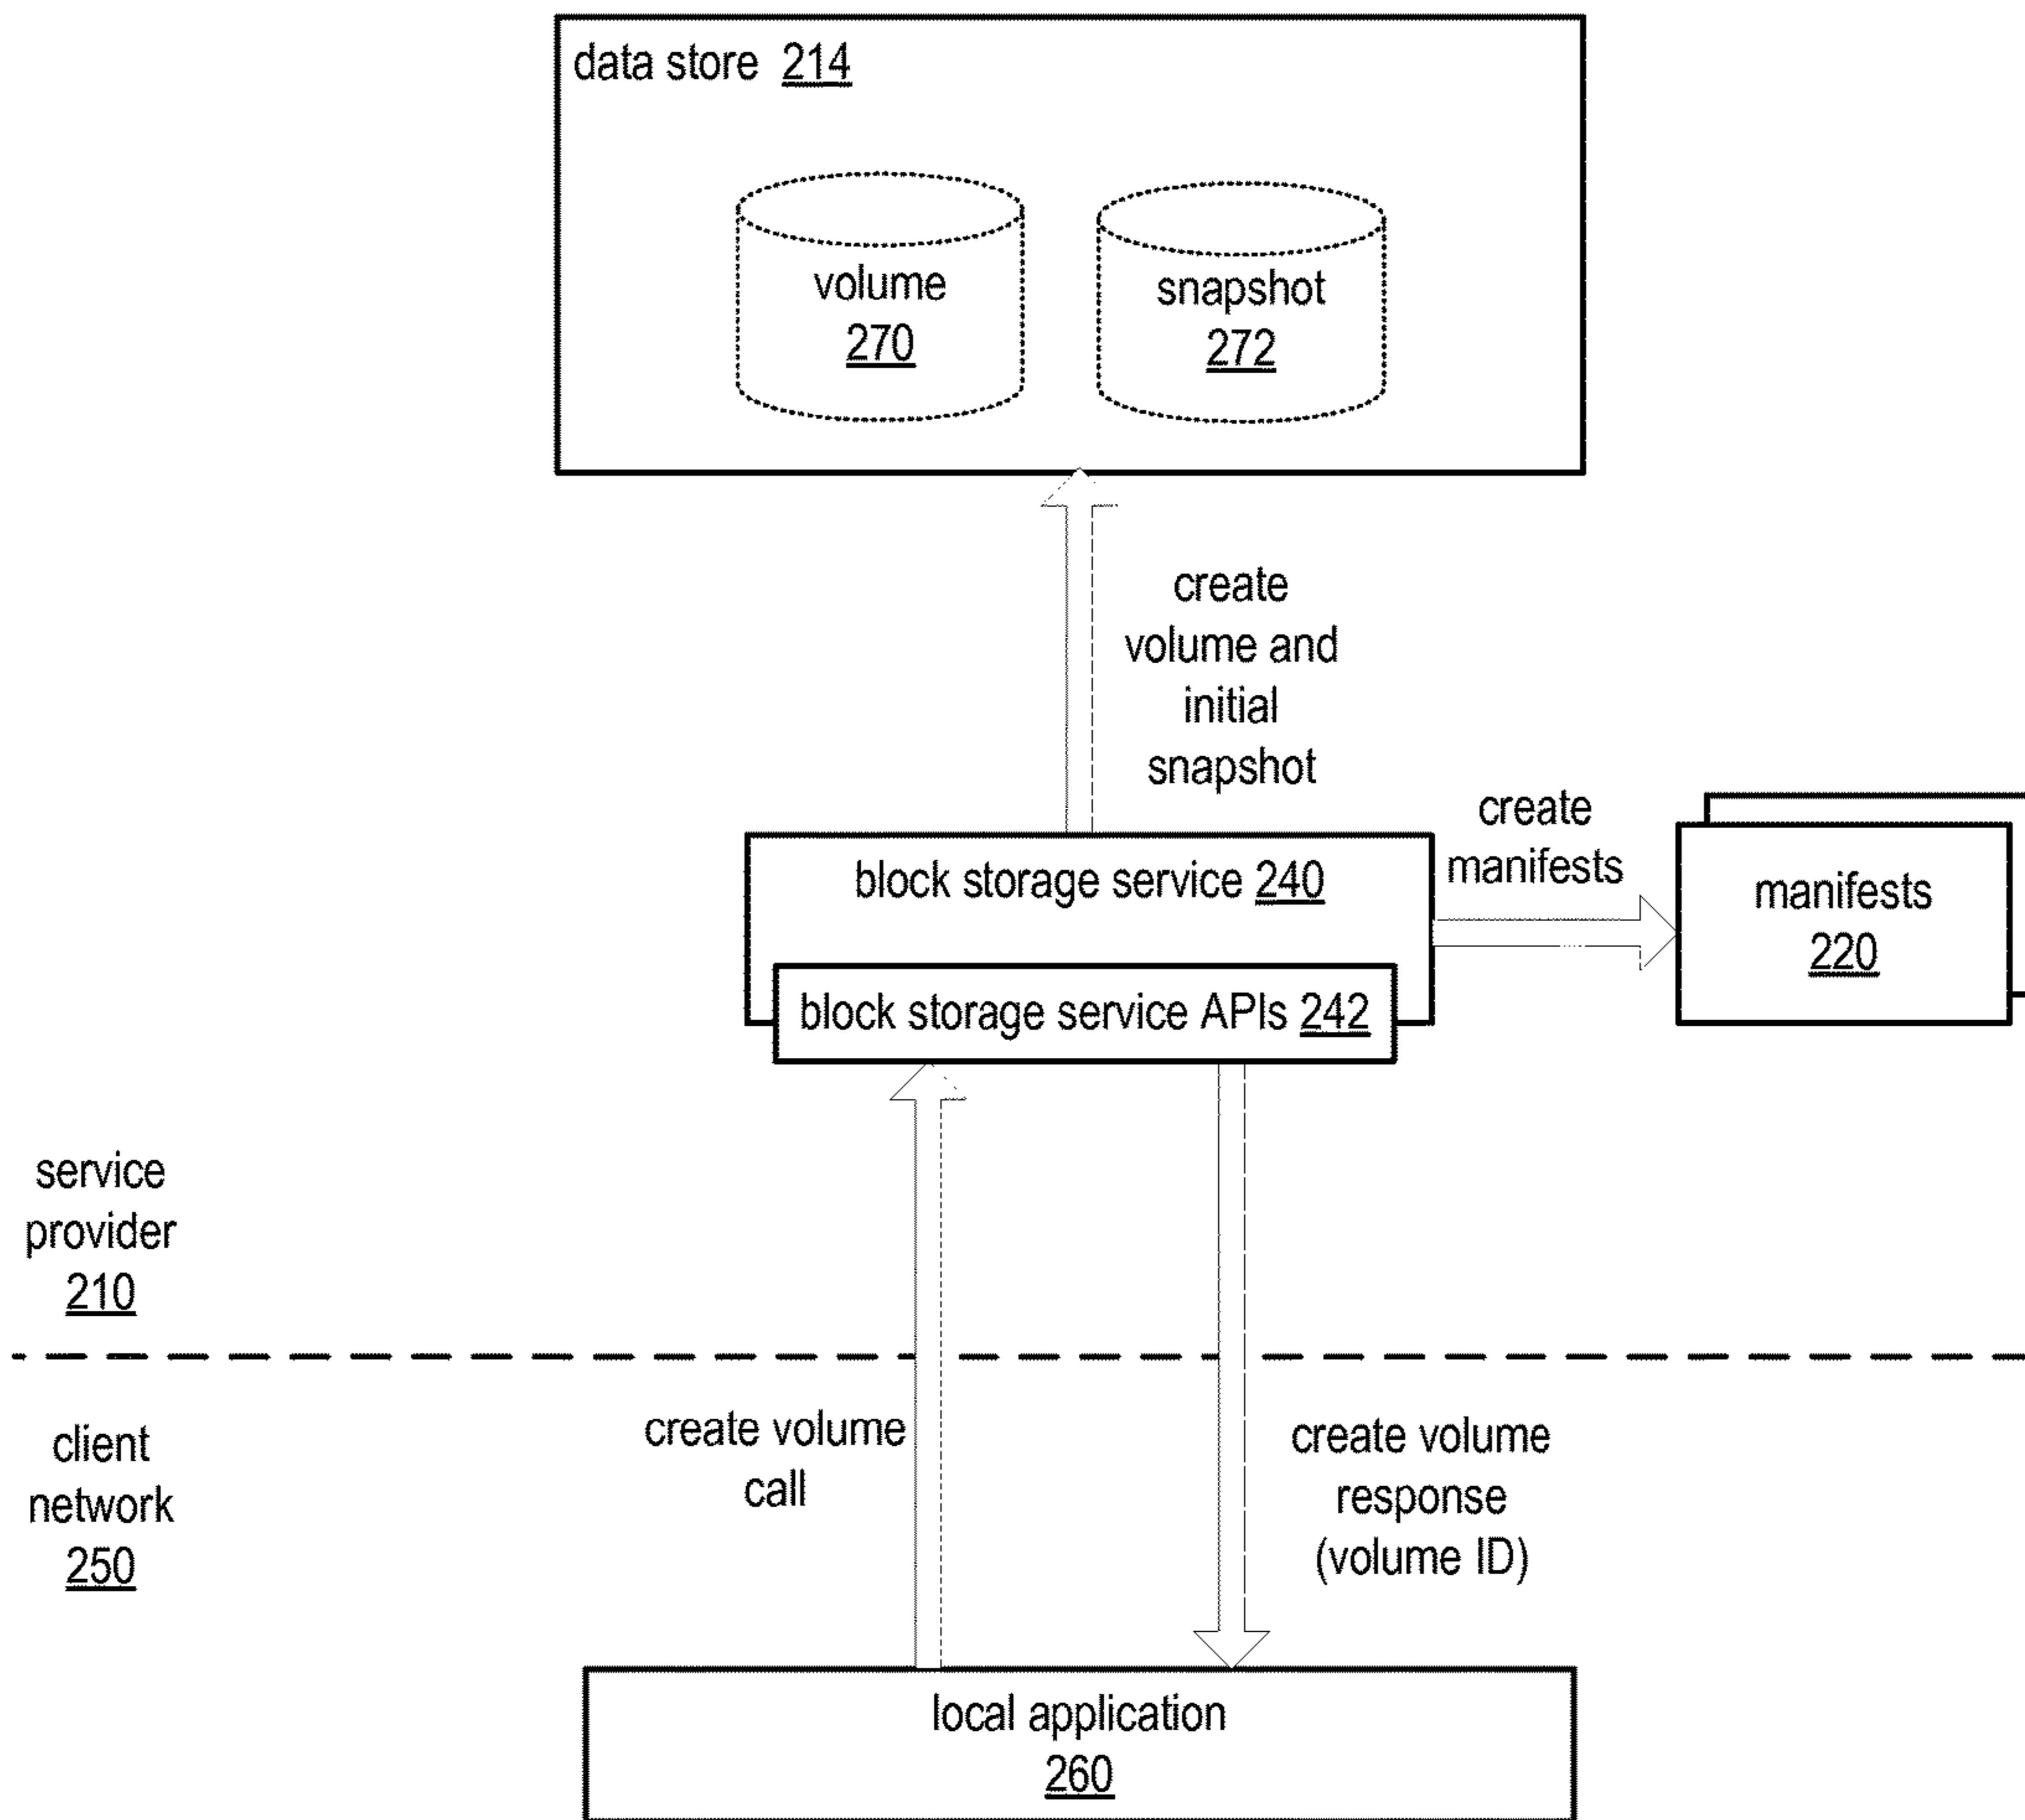 data store 214
volume
270
snapshot
272
create
volume and
initial
snapshot
create
manifests
block storage service 240
manifests
220
block storage service APIs 242
service
provider
210
client
network
250
create volume
call
create volume
response
(volume ID)
local application
260